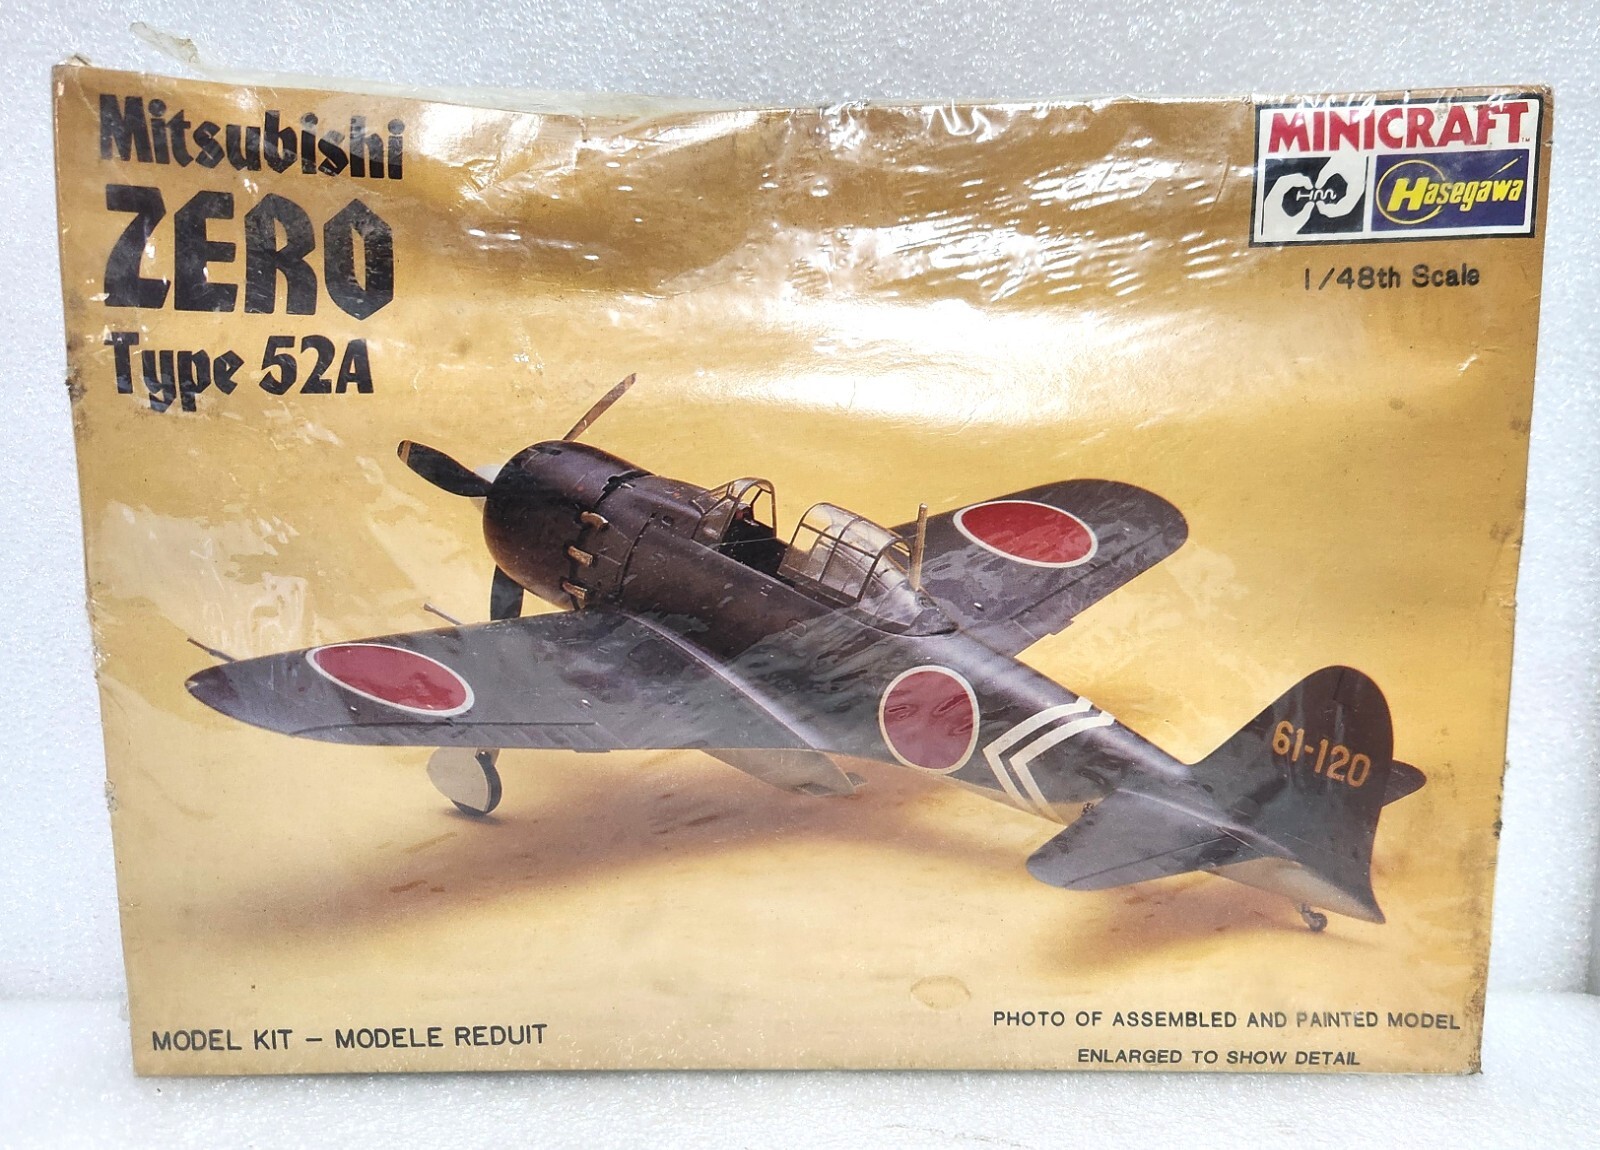 Mitsubishi
ZERO
Type 52A
MINICRAFT
HM
Hasegawa
1/48th Scale
61-120
MODEL KIT – MODELE REDUIT
PHOTO OF ASSEMBLED AND PAINTED MODEL
ENLARGED TO SHOW DETAIL